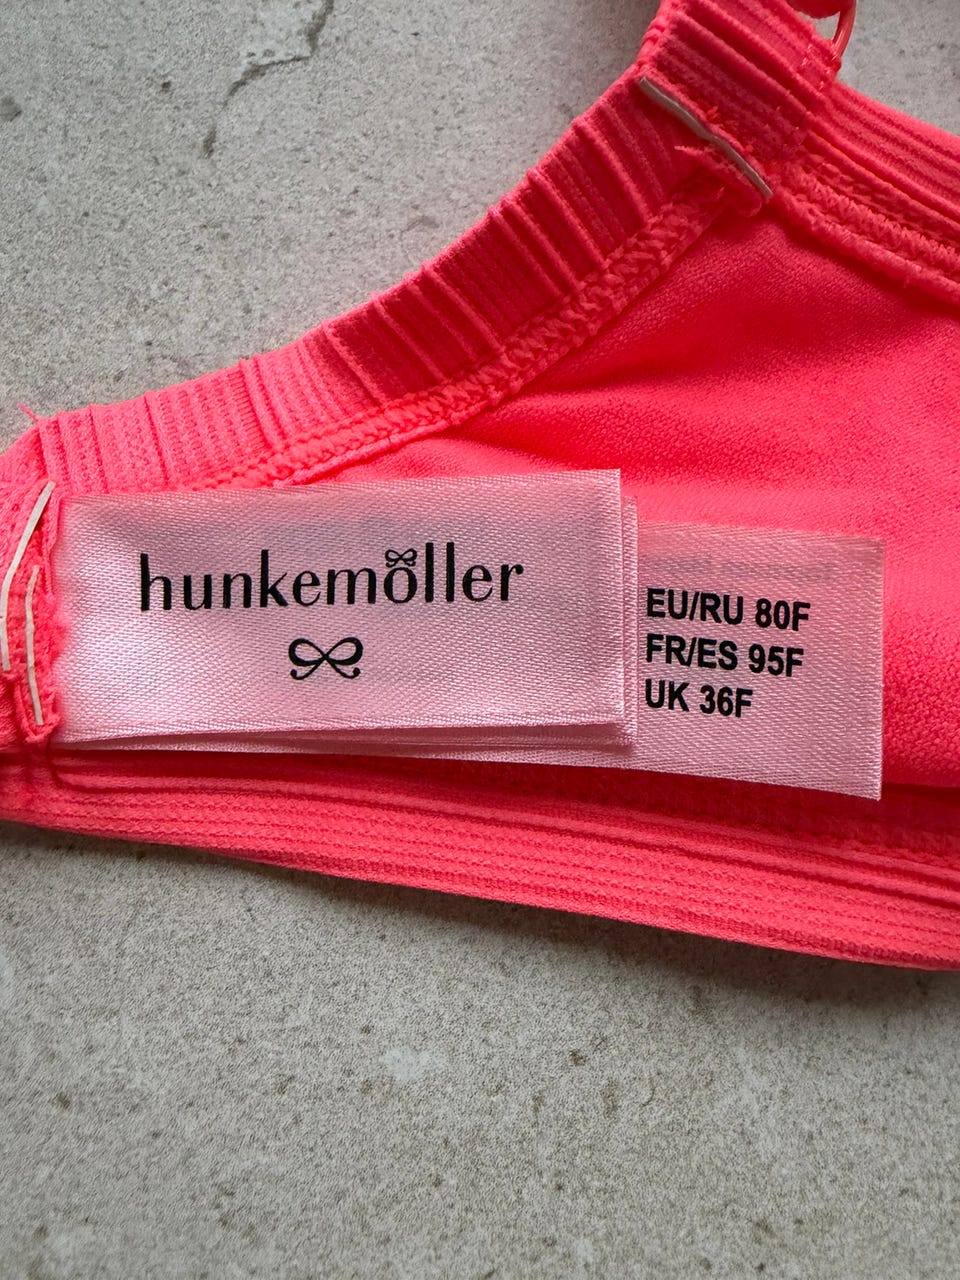 hunkemöller
EU/RU 80F
FR/ES 95F
UK 36F